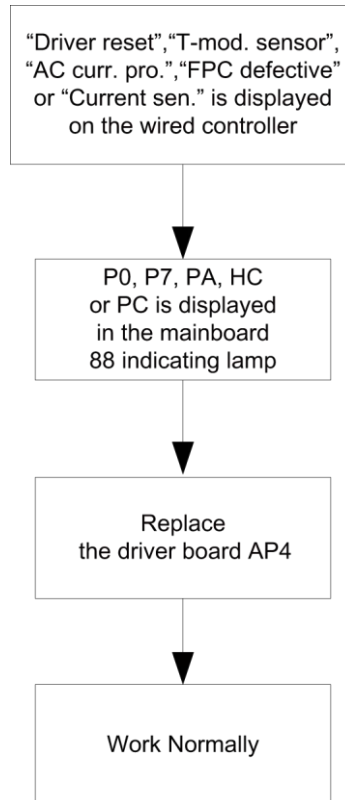 “Driver reset”,“T-mod. sensor”,
“AC curr. pro.”,“FPC defective”
or “Current sen.” is displayed
on the wired controller
P0, P7, PA, HC
or PC is displayed
in the mainboard
88 indicating lamp
Replace
the driver board AP4
Work Normally